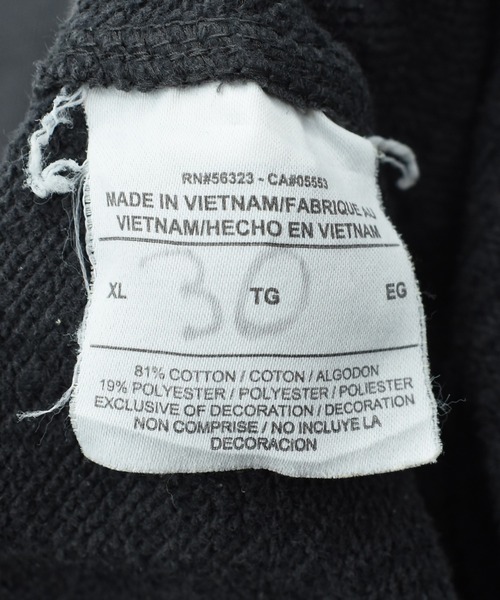 RN#56323 - CA#05553
MADE IN VIETNAM/FABRIQUE AU
VIETNAM/HECHO EN VIETNAM
XL TG EG
30
81% COTTON / COTON / ALGODON
19% POLYESTER / POLYESTER / POLIESTER
EXCLUSIVE OF DECORATION / DECORATION
NON COMPRISE / NO INCLUYE LA
DECORACION